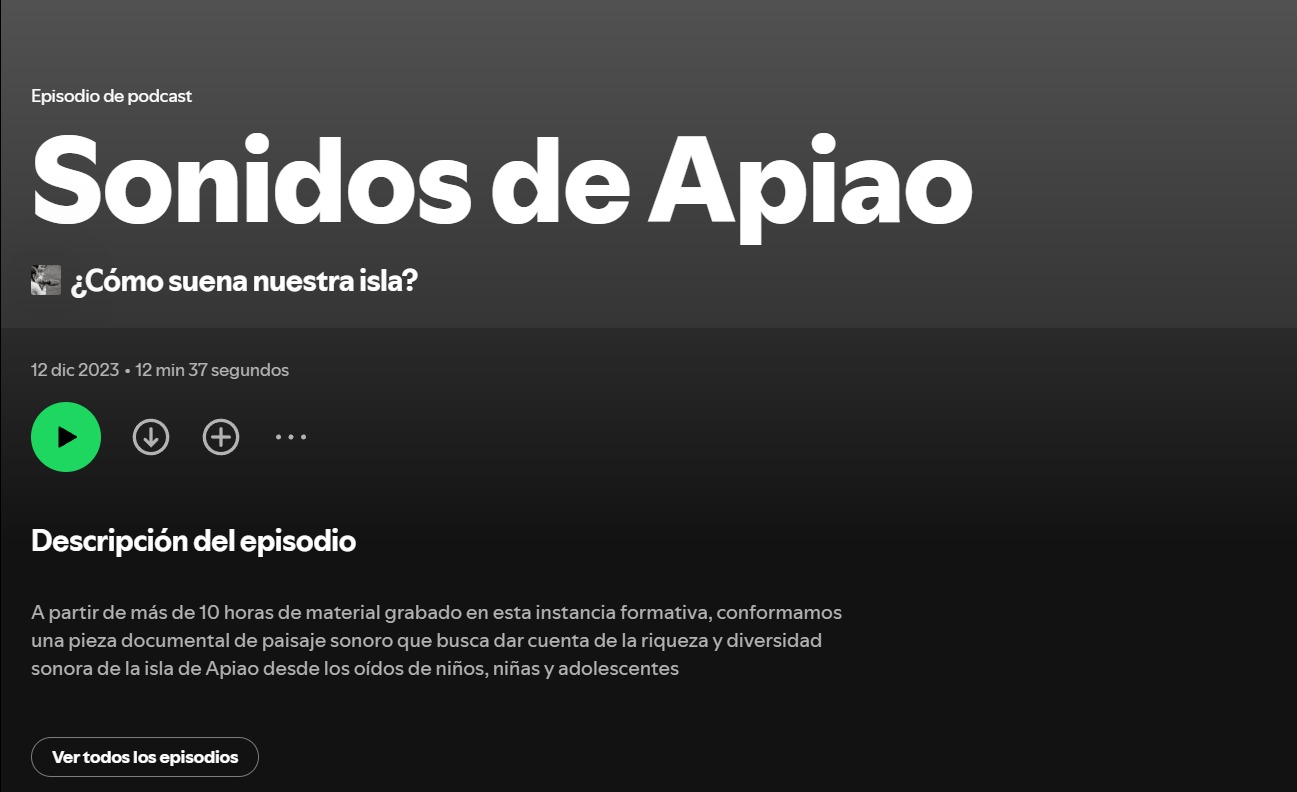 Episodio de podcast
Sonidos de Apiao
¿Cómo suena nuestra isla?
12 dic 2023 • 12 min 37 segundos
Descripción del episodio
A partir de más de 10 horas de material grabado en esta instancia formativa, conformamos
una pieza documental de paisaje sonoro que busca dar cuenta de la riqueza y diversidad
sonora de la isla de Apiao desde los oídos de niños, niñas y adolescentes
Ver todos los episodios